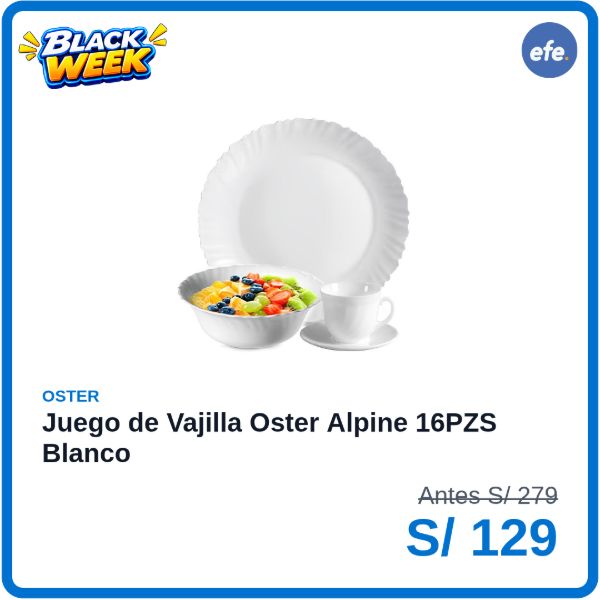 BLACK
WEEK
efe.
OSTER
Juego de Vajilla Oster Alpine 16PZS
Blanco
Antes S/ 279
S/ 129